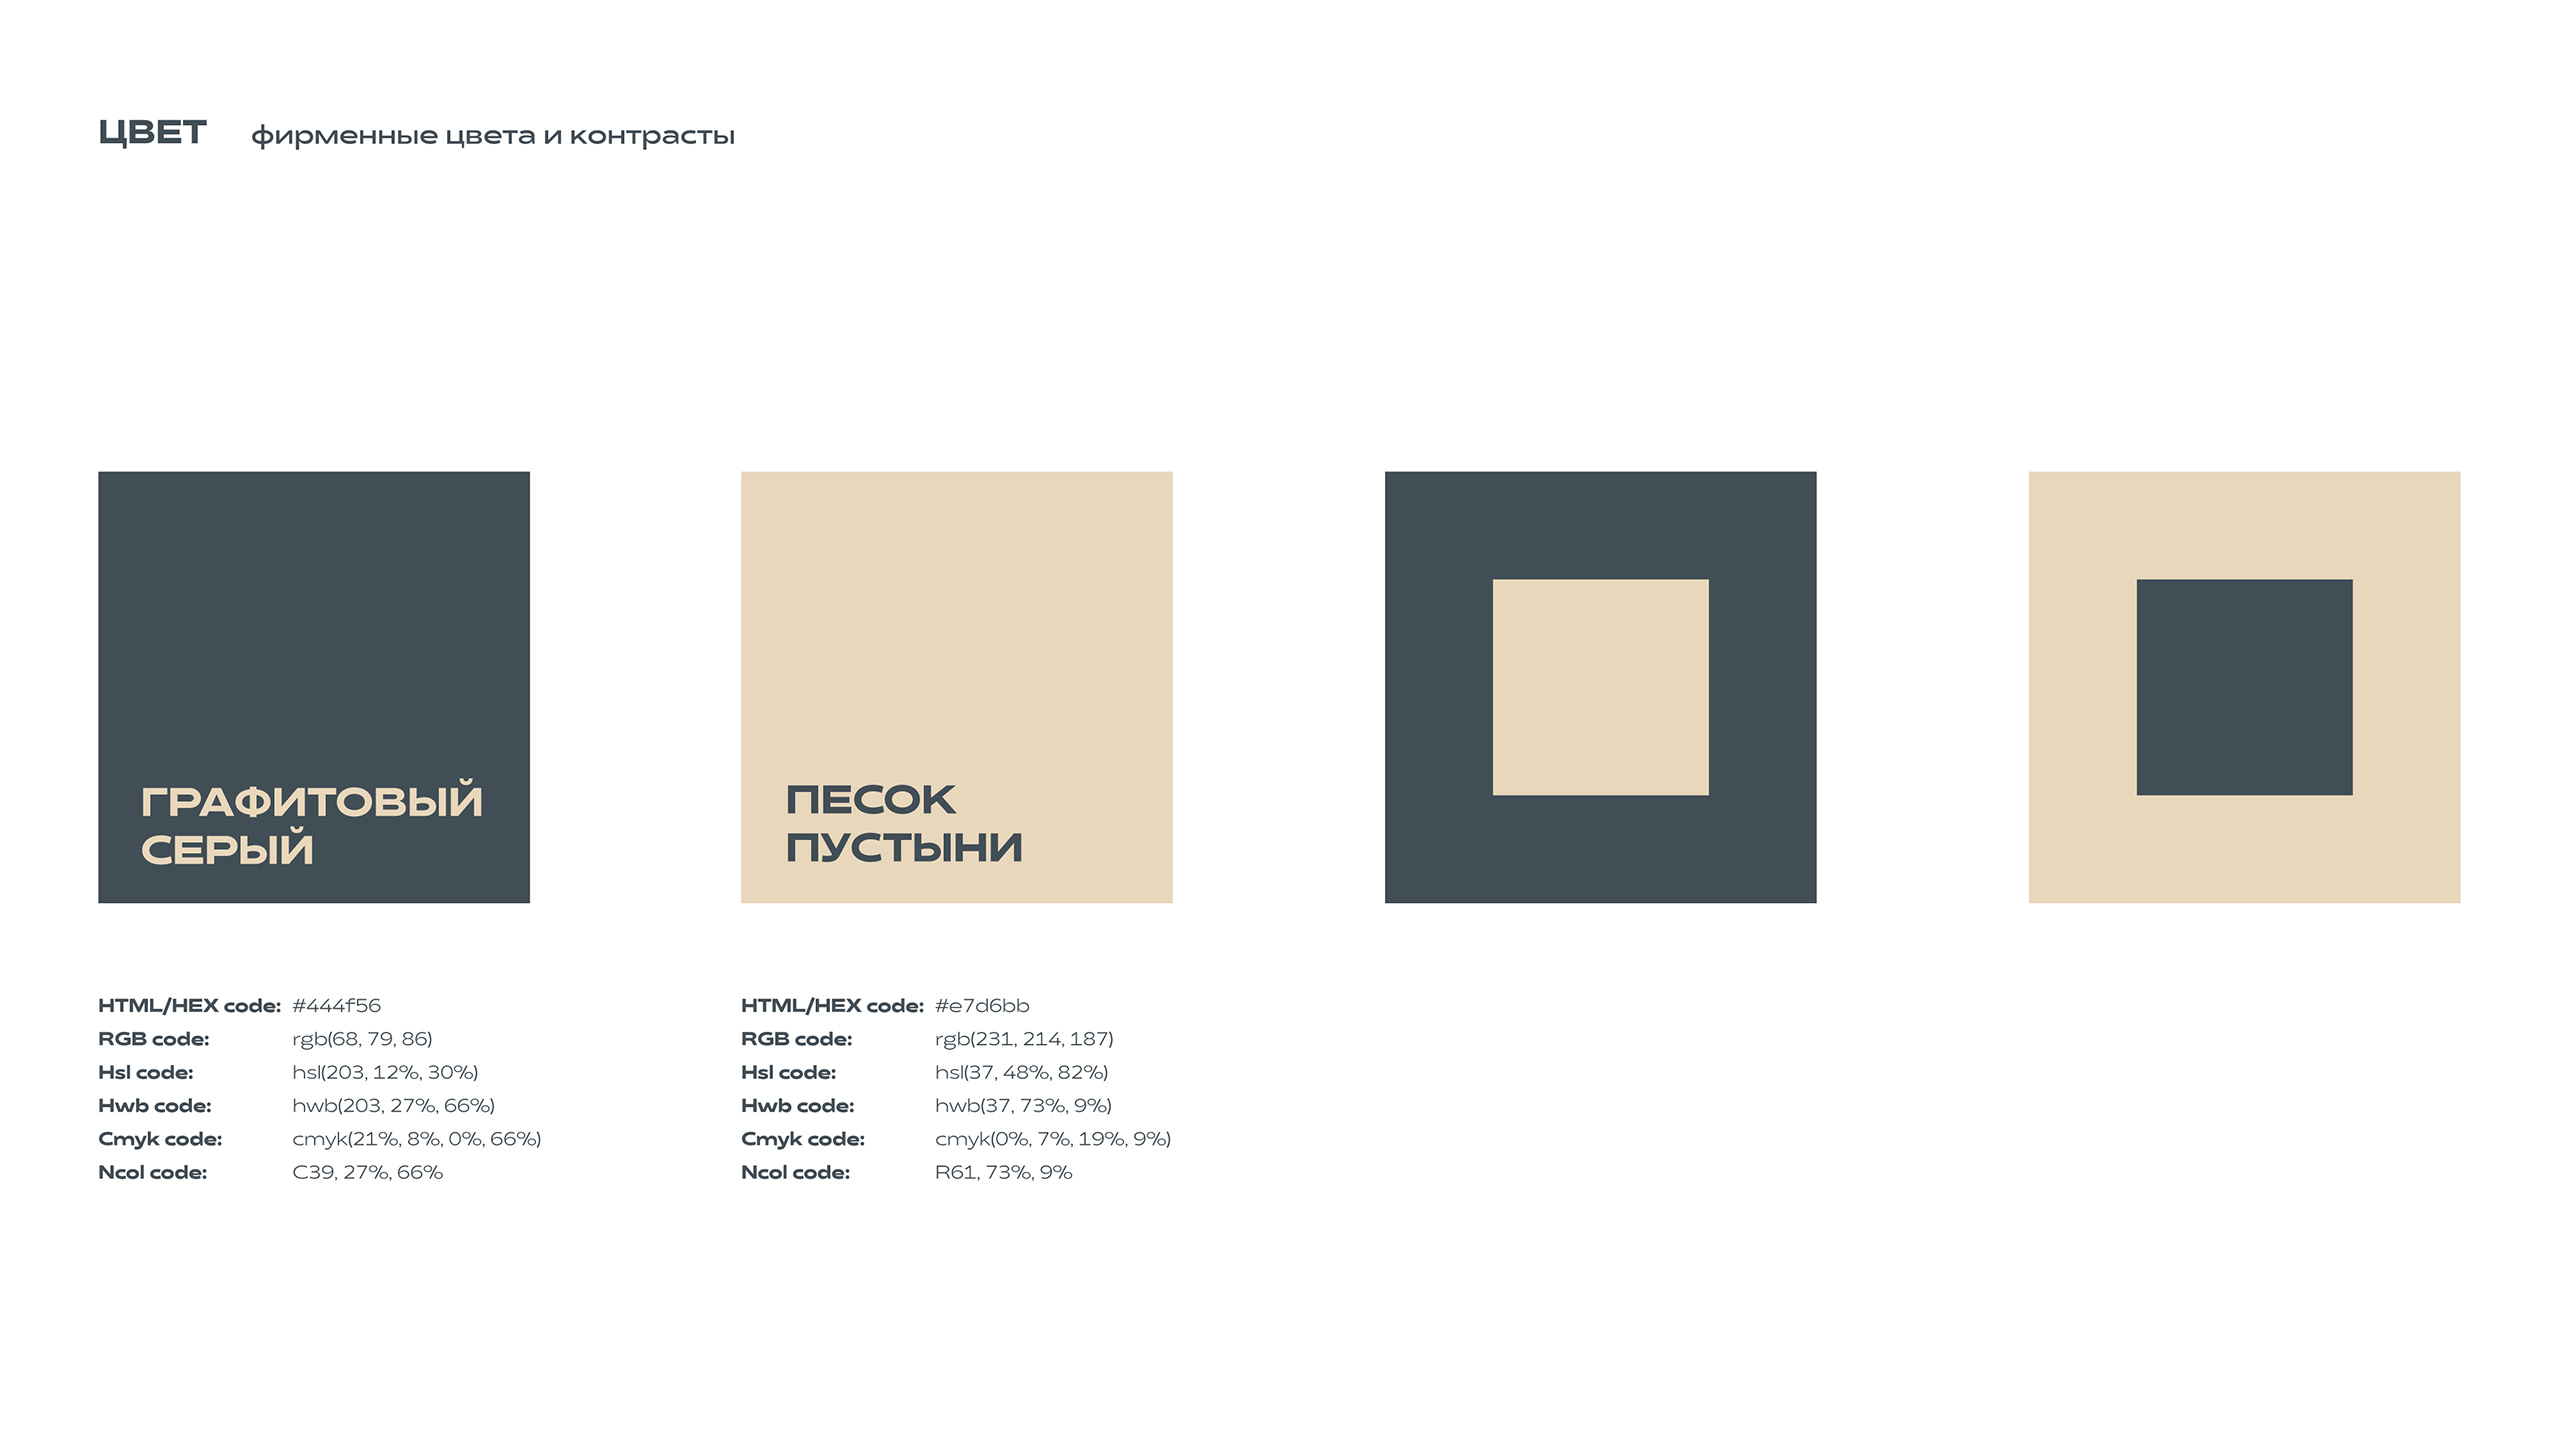 ЦВЕТ фирменные цвета и контрасты
ГРАФИТОВЫЙ
СЕРЫЙ
HTML/HEX code: #444f56
RGB code: rgb(68, 79, 86)
Hsl code: hsl(203, 12%, 30%)
Hwb code: hwb(203, 27%, 66%)
Cmyk code: cmyk(21%, 8%, 0%, 66%)
Ncol code: C39, 27%, 66%
ПЕСОК
ПУСТЫНИ
HTML/HEX code: #e7d6bb
RGB code: rgb(231, 214, 187)
Hsl code: hsl(37, 48%, 82%)
Hwb code: hwb(37, 73%, 9%)
Cmyk code: cmyk(0%, 7%, 19%, 9%)
Ncol code: R61, 73%, 9%